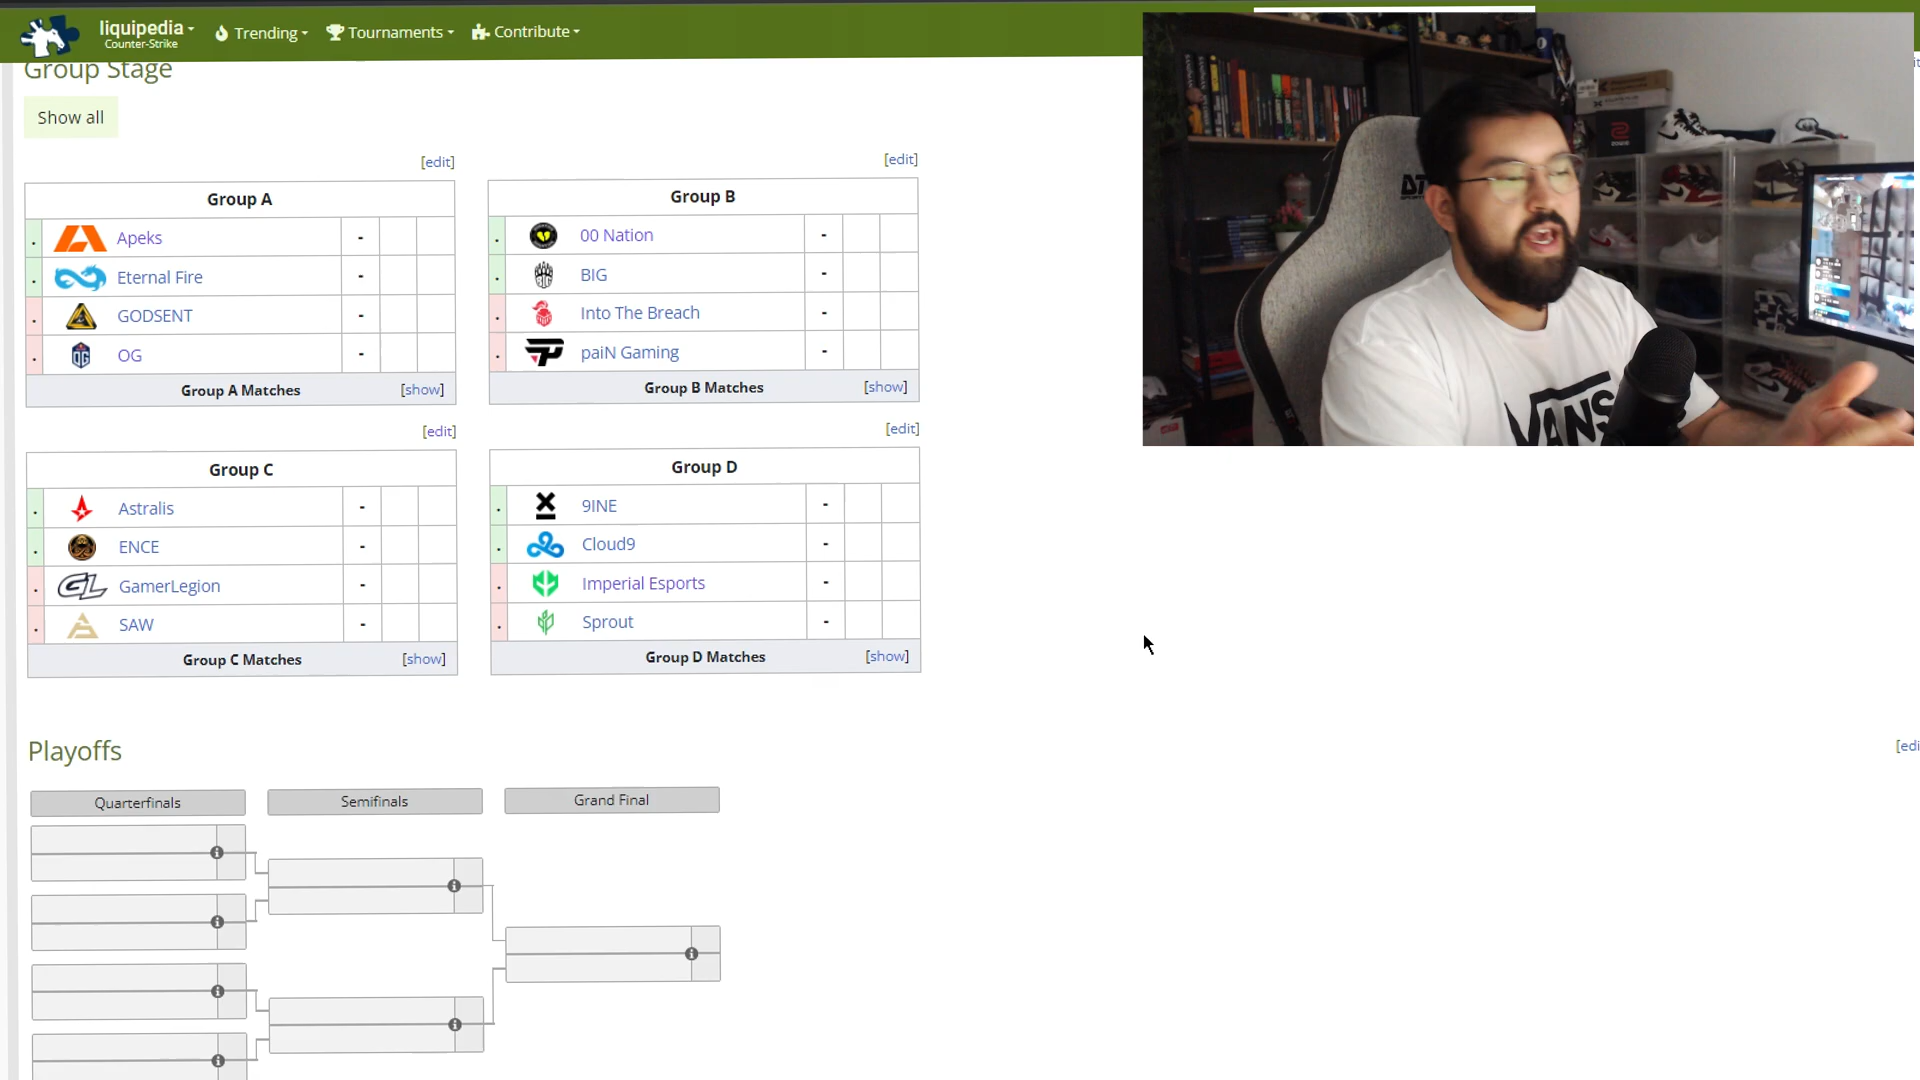 liquipedia
Counter-Strike
Trending
Tournaments
Contribute
Group Stage
Show all
[edit]
Group A
. Apeks -
. Eternal Fire -
. GODSENT -
. OG -
Group A Matches [show]
[edit]
Group B
. 00 Nation -
. BIG -
. Into The Breach -
. paiN Gaming -
Group B Matches [show]
[edit]
Group C
. Astralis -
. ENCE -
. GamerLegion -
. SAW -
Group C Matches [show]
[edit]
Group D
. 9INE -
. Cloud9 -
. Imperial Esports -
. Sprout -
Group D Matches [show]
Playoffs
[edi
Quarterfinals
Semifinals
Grand Final
VANS